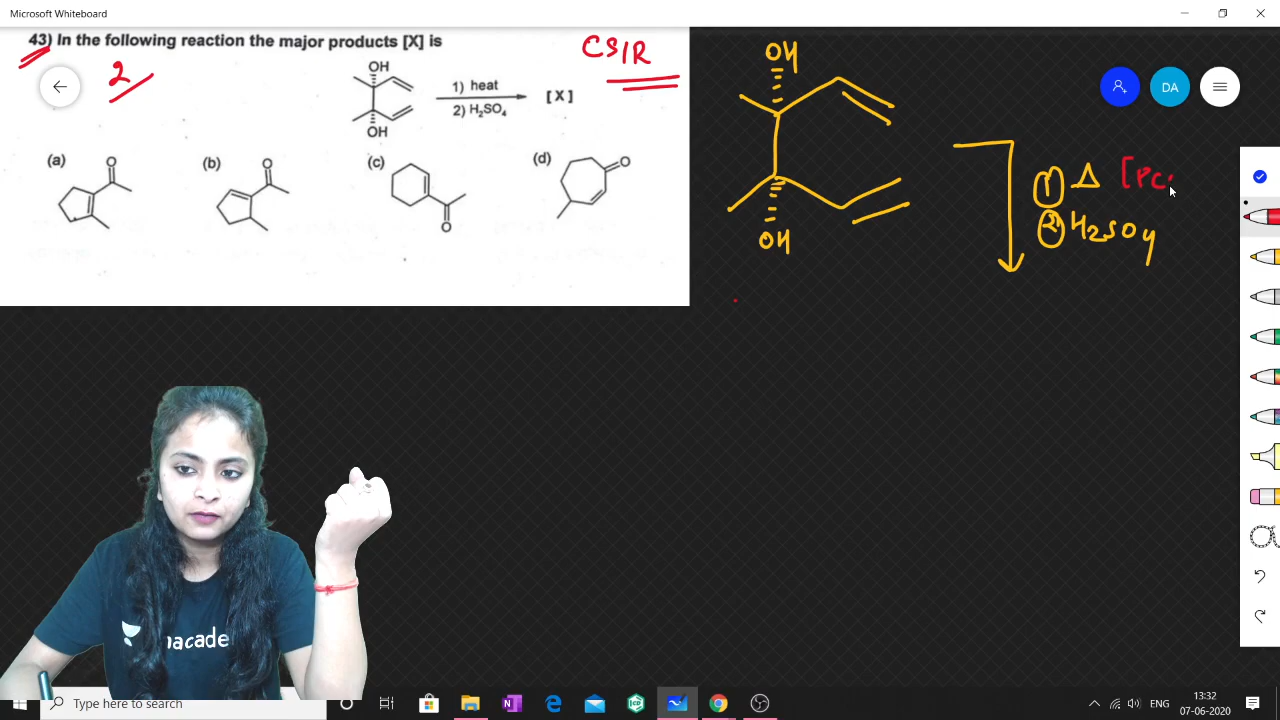 Microsoft Whiteboard
43) In the following reaction the major products [X] is
CSIR
2
OH
1) heat
2) H₂SO₄
[X]
OH
(a)
O
(b)
O
(c)
O
(d)
O
OH
OH
① Δ [PC
② H2SO4
DA
nacade
Type here to search
ENG
13:32
07-06-2020